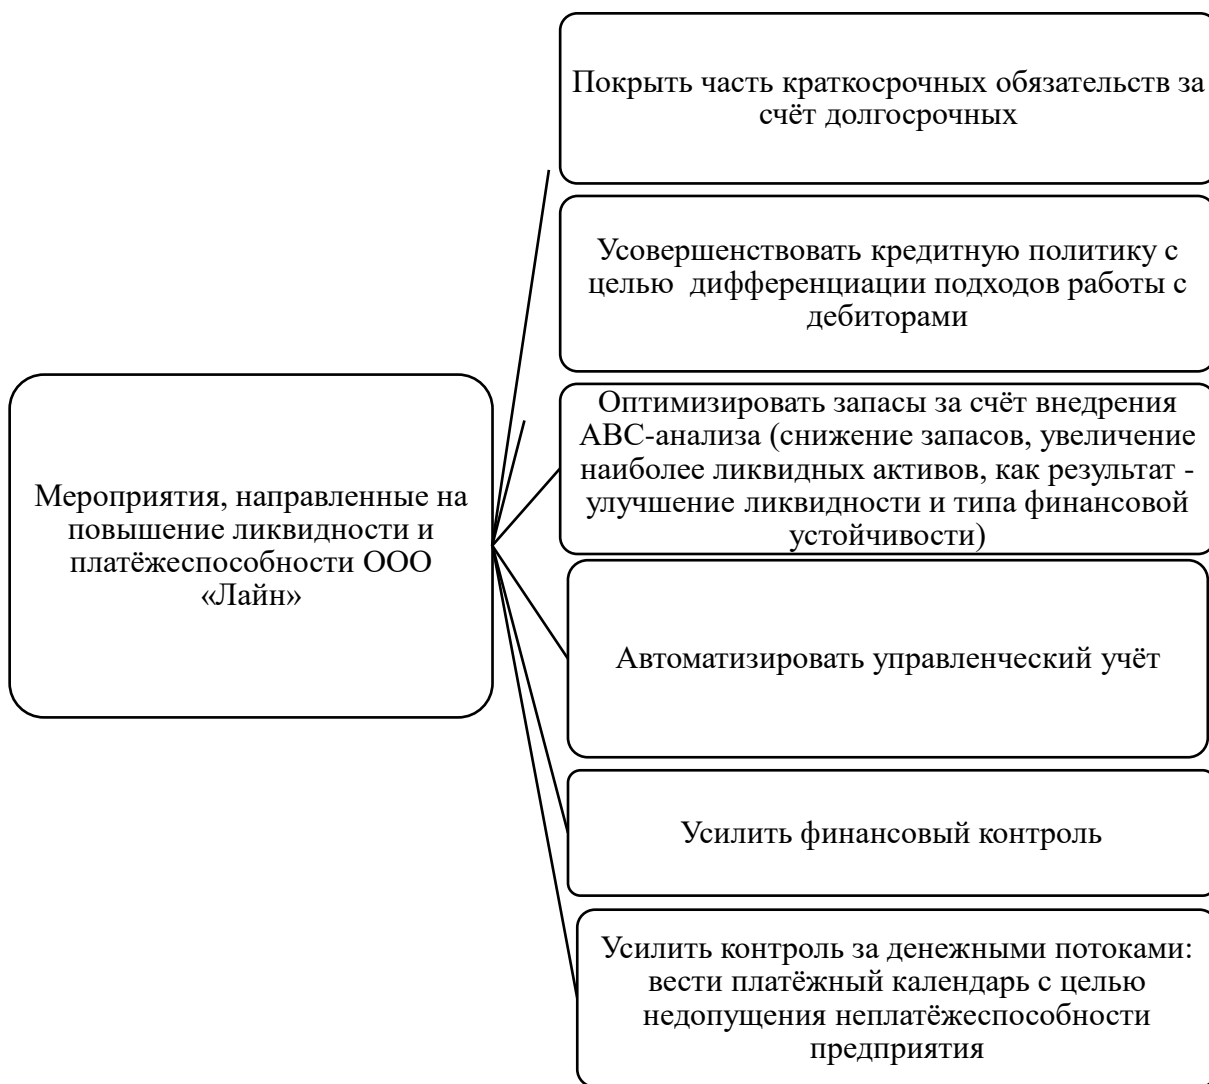 Мероприятия, направленные на
повышение ликвидности и
платёжеспособности ООО
«Лайн»
Покрыть часть краткосрочных обязательств за
счёт долгосрочных
Усовершенствовать кредитную политику с
целью  дифференциации подходов работы с
дебиторами
Оптимизировать запасы за счёт внедрения
АВС-анализа (снижение запасов, увеличение
наиболее ликвидных активов, как результат -
улучшение ликвидности и типа финансовой
устойчивости)
Автоматизировать управленческий учёт
Усилить финансовый контроль
Усилить контроль за денежными потоками:
вести платёжный календарь с целью
недопущения неплатёжеспособности
предприятия